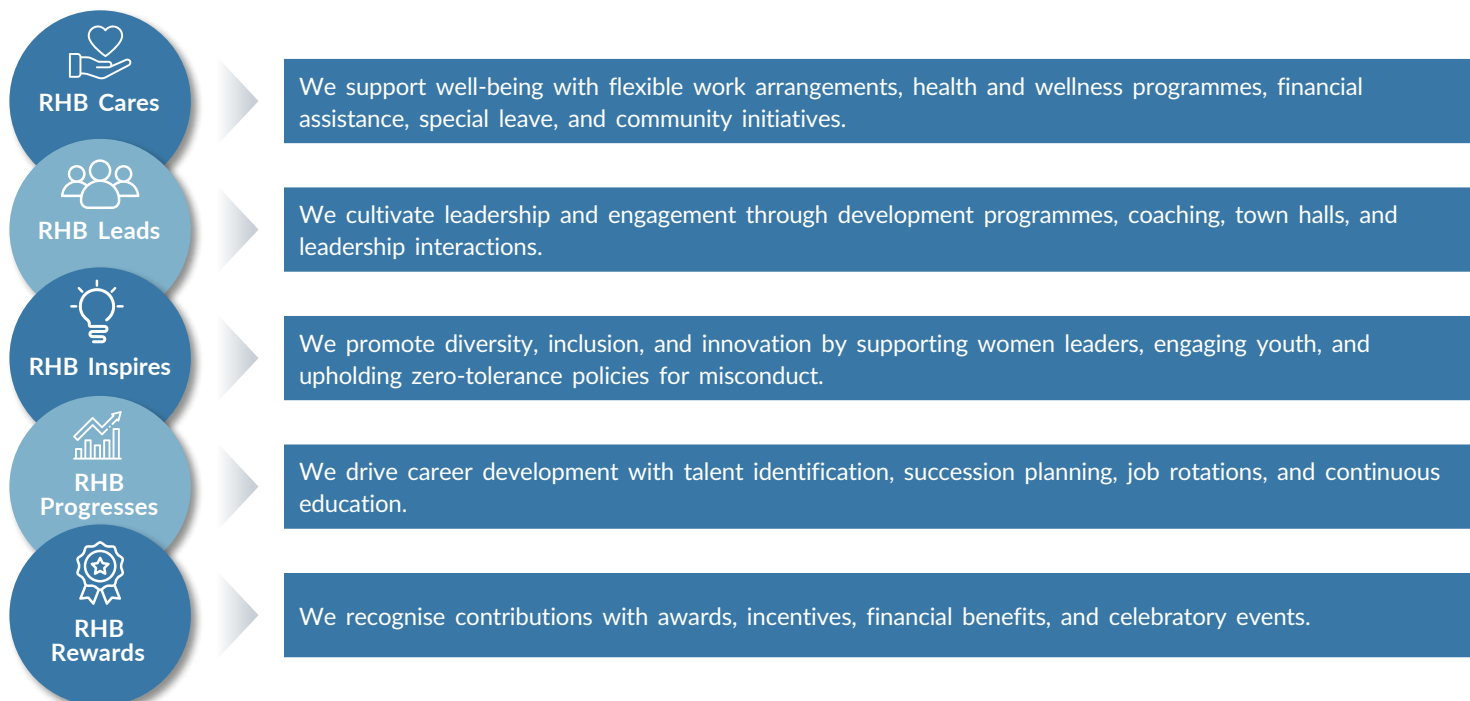 RHB Cares
We support well-being with flexible work arrangements, health and wellness programmes, financial
assistance, special leave, and community initiatives.
RHB Leads
We cultivate leadership and engagement through development programmes, coaching, town halls, and
leadership interactions.
RHB Inspires
We promote diversity, inclusion, and innovation by supporting women leaders, engaging youth, and
upholding zero-tolerance policies for misconduct.
RHB
Progresses
We drive career development with talent identification, succession planning, job rotations, and continuous
education.
RHB
Rewards
We recognise contributions with awards, incentives, financial benefits, and celebratory events.